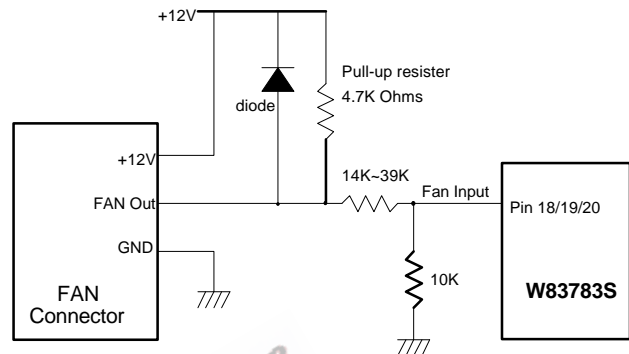 +12V
Pull-up resister
4.7K Ohms
diode
+12V
14K~39K
Fan Input
FAN Out
Pin 18/19/20
GND
10K
W83783S
FAN
Connector